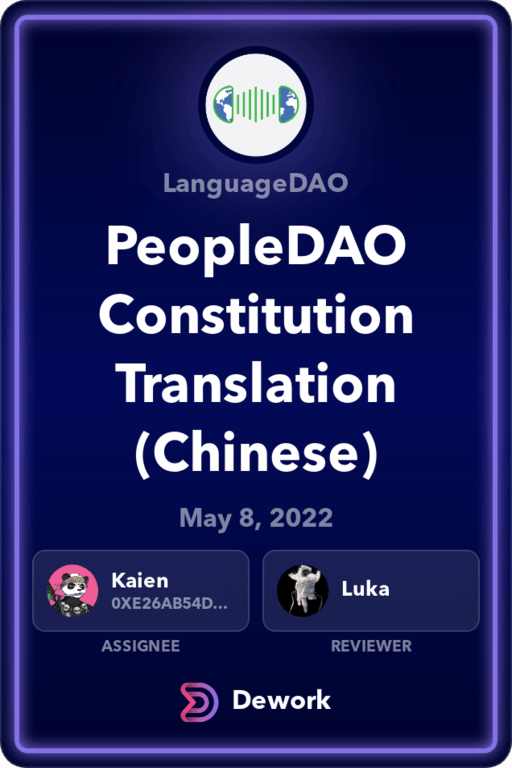 LanguageDAO
PeopleDAO
Constitution
Translation
(Chinese)
May 8, 2022
Kaien
0XE26AB54D...
Luka
ASSIGNEE
REVIEWER
Dework